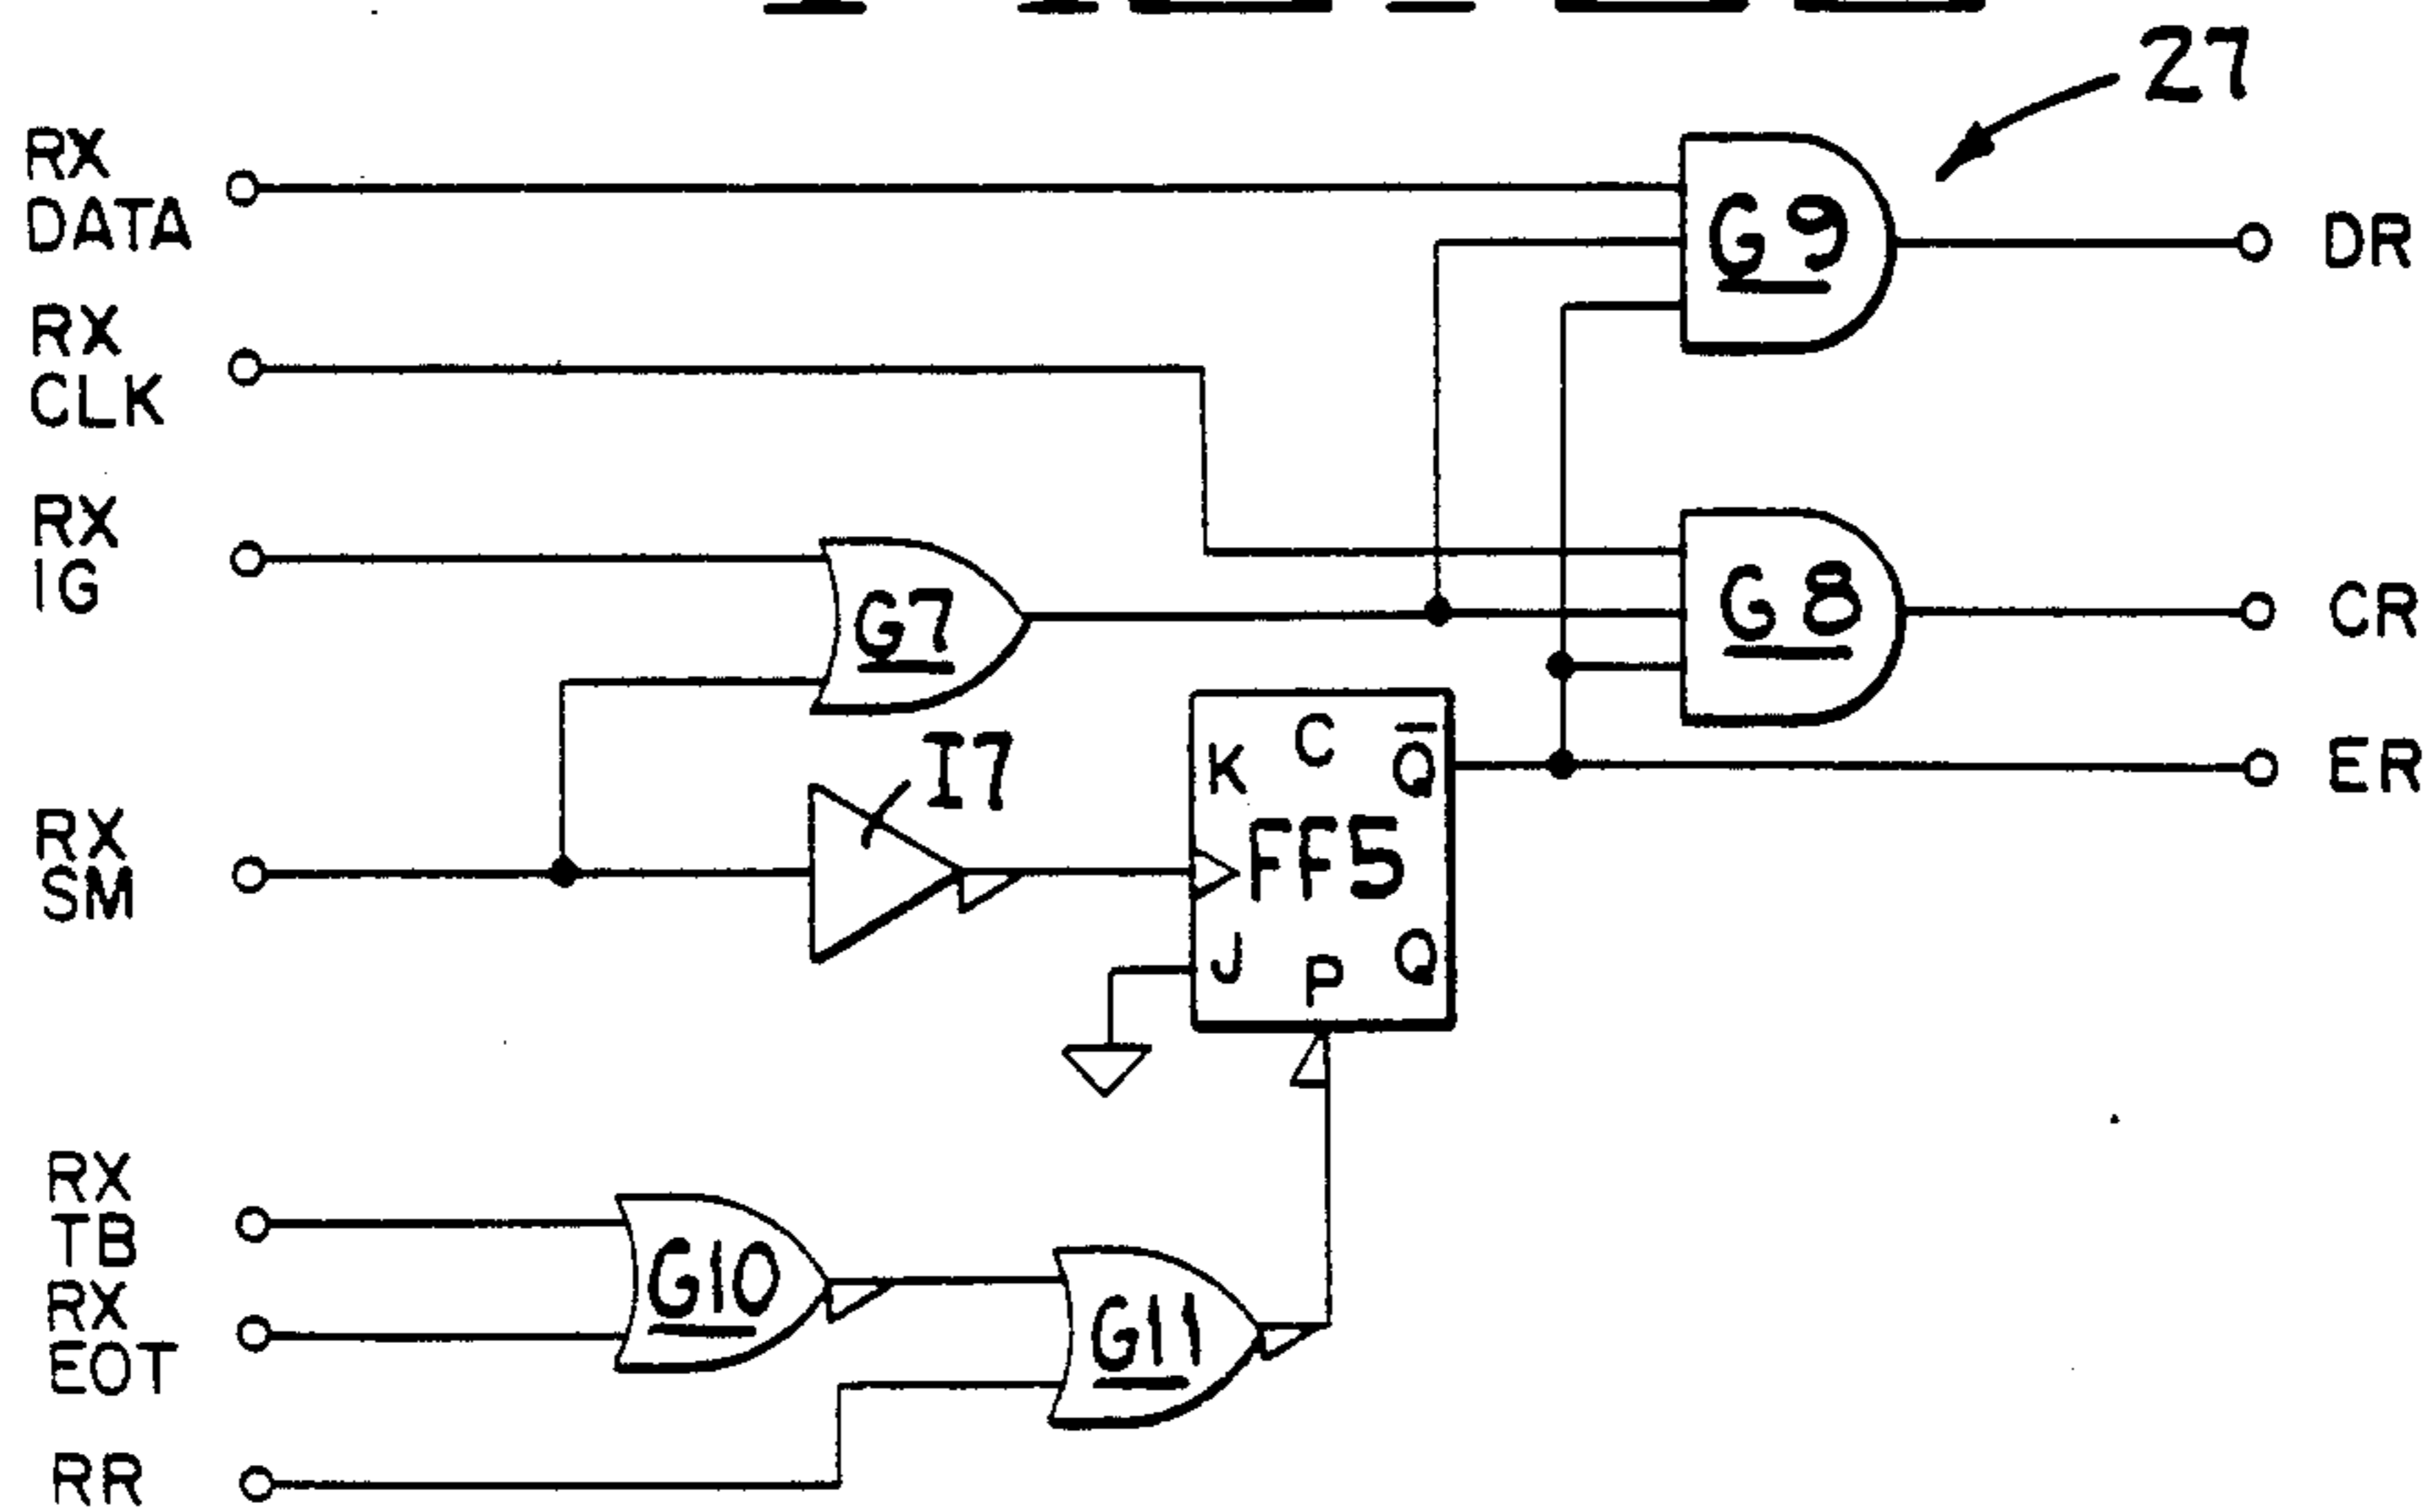 27
RX
DATA
G9
DR
RX
CLK
RX
IG
G7
G8
CR
I7
K C Q̅
ER
FF5
RX
SM
J P Q
RX
TB
G10
RX
EOT
G11
RR